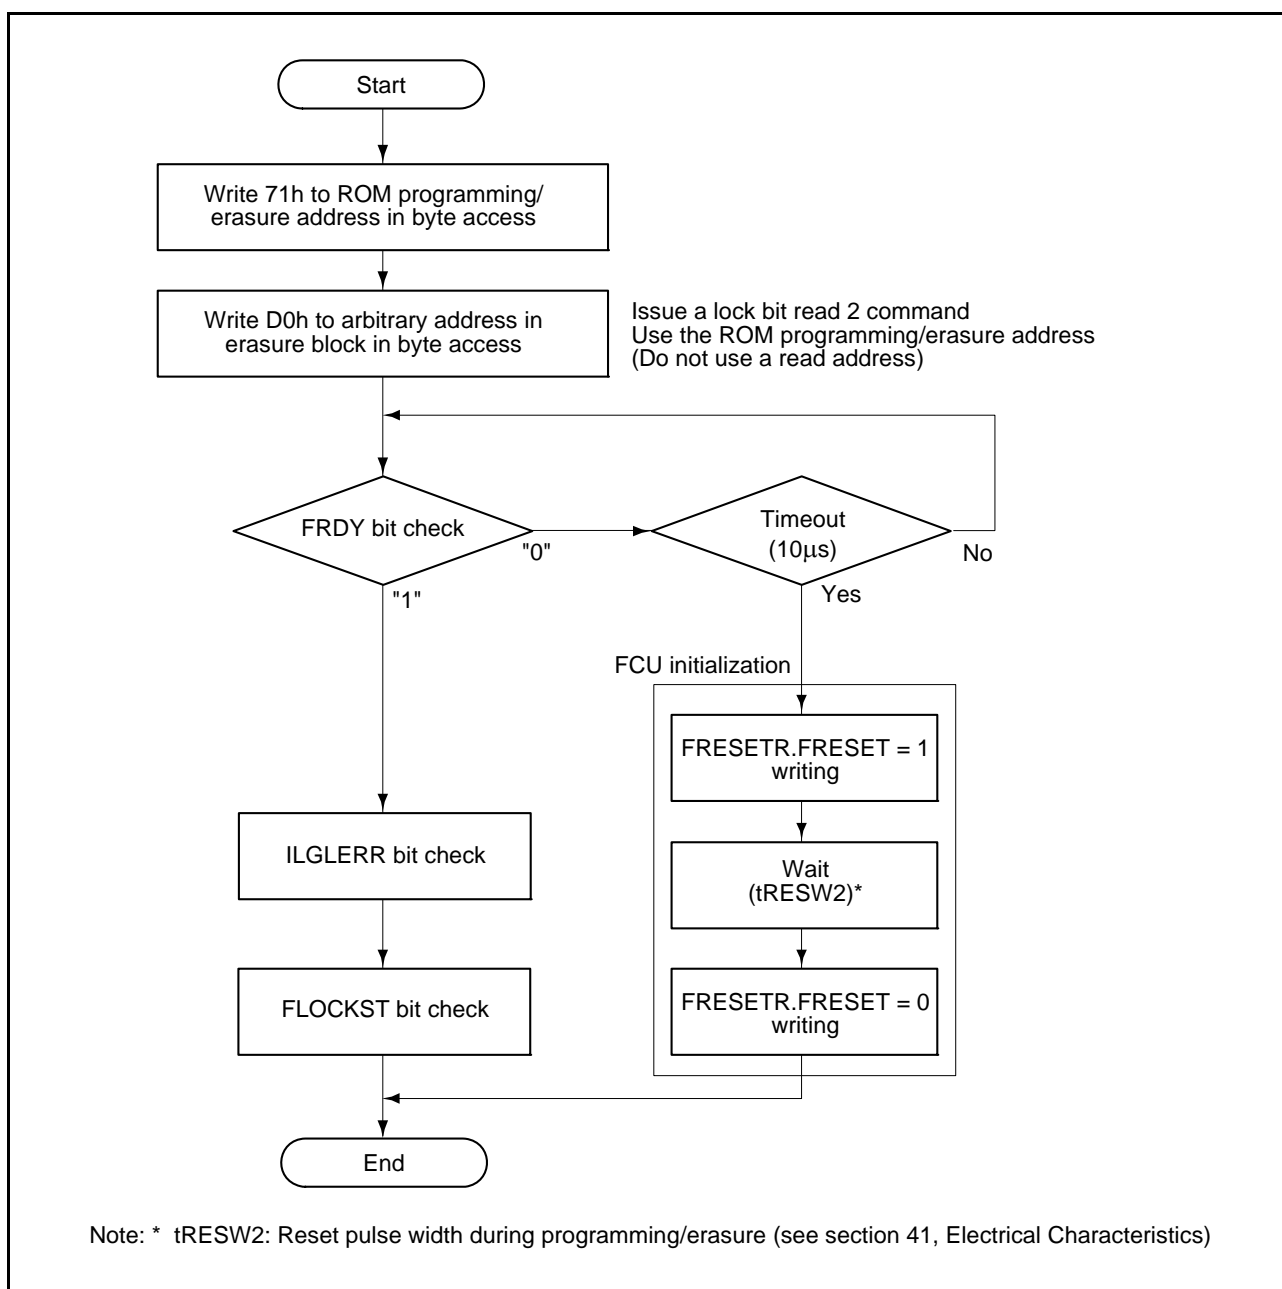 Start
Write 71h to ROM programming/
erasure address in byte access
Write D0h to arbitrary address in
erasure block in byte access
Issue a lock bit read 2 command
Use the ROM programming/erasure address
(Do not use a read address)
FRDY bit check
"0"
"1"
Timeout
(10μs)
No
Yes
FCU initialization
FRESETR.FRESET = 1
writing
Wait
(tRESW2)*
FRESETR.FRESET = 0
writing
ILGLERR bit check
FLOCKST bit check
End
Note: * tRESW2: Reset pulse width during programming/erasure (see section 41, Electrical Characteristics)